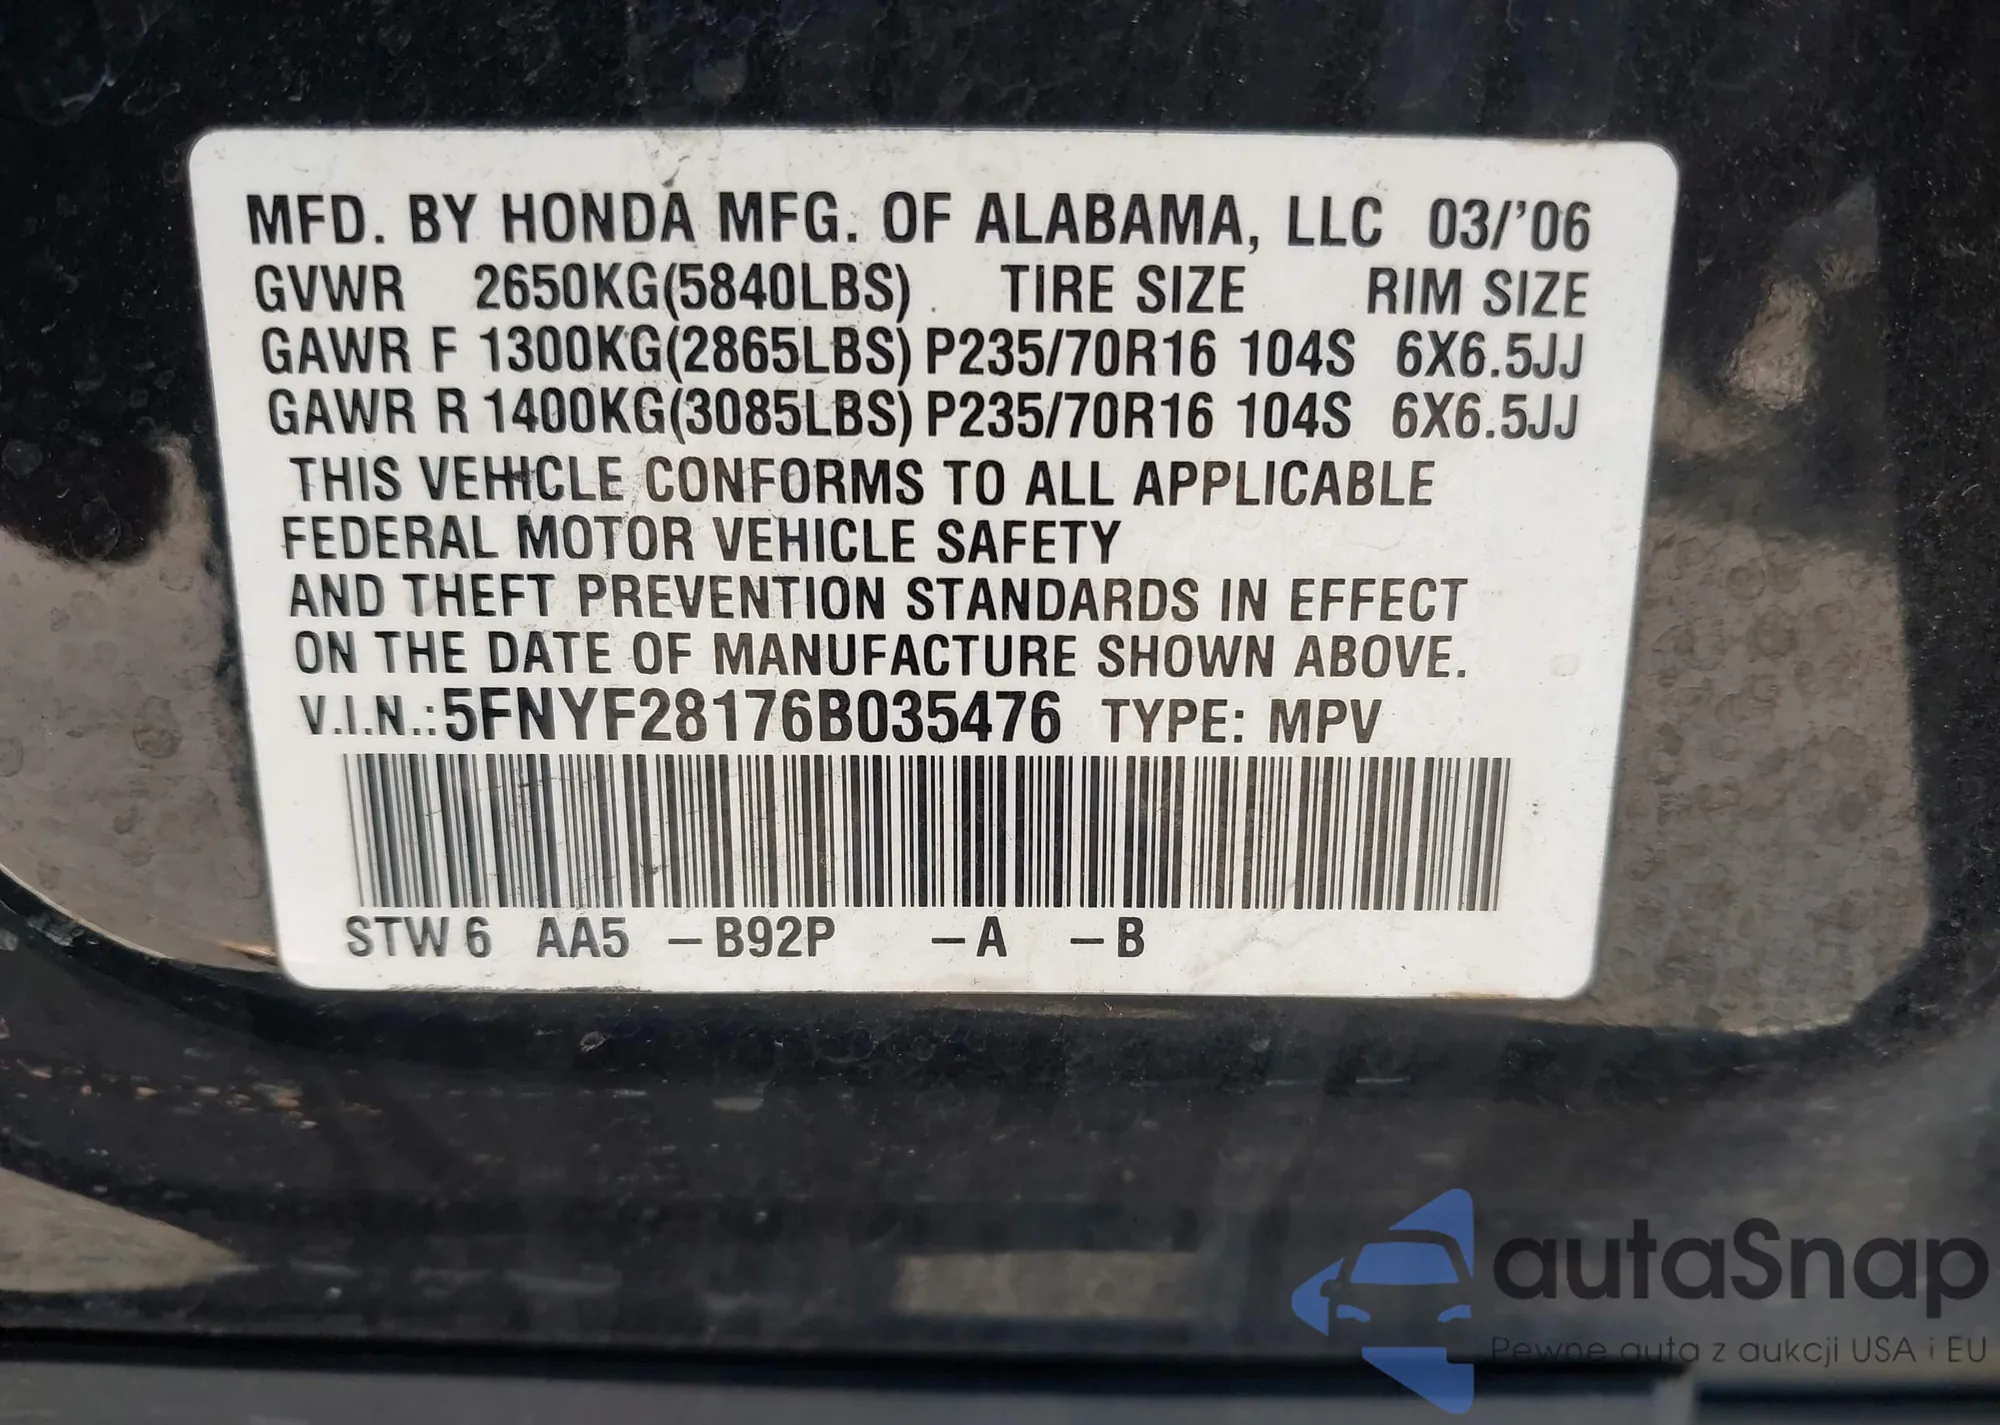 MFD. BY HONDA MFG. OF ALABAMA, LLC 03/'06
GVWR 2650KG(5840LBS) TIRE SIZE RIM SIZE
GAWR F 1300KG(2865LBS) P235/70R16 104S 6X6.5JJ
GAWR R 1400KG(3085LBS) P235/70R16 104S 6X6.5JJ
THIS VEHICLE CONFORMS TO ALL APPLICABLE
FEDERAL MOTOR VEHICLE SAFETY
AND THEFT PREVENTION STANDARDS IN EFFECT
ON THE DATE OF MANUFACTURE SHOWN ABOVE.
V.I.N.:5FNYF28176B035476 TYPE: MPV
STW6 AA5 -B92P -A -B
autaSnap
Pewne auta z aukcji USA i EU